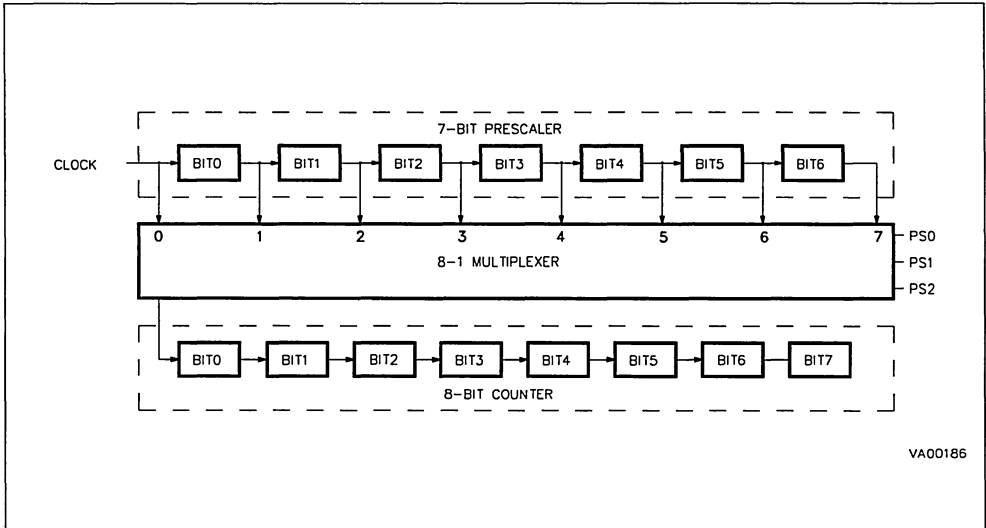 7-BIT PRESCALER
CLOCK BIT0 BIT1 BIT2 BIT3 BIT4 BIT5 BIT6
0 1 2 3 4 5 6 7 PS0
8-1 MULTIPLEXER PS1
PS2
BIT0 BIT1 BIT2 BIT3 BIT4 BIT5 BIT6 BIT7
8-BIT COUNTER
VA00186